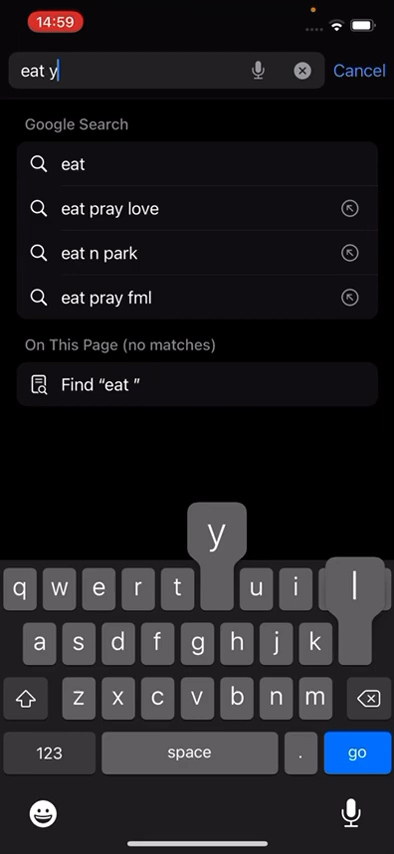 14:59
eat y
Cancel
Google Search
eat
eat pray love
eat n park
eat pray fml
On This Page (no matches)
Find “eat ”
y
q w e r t u i l
a s d f g h j k
z x c v b n m
123 space . go